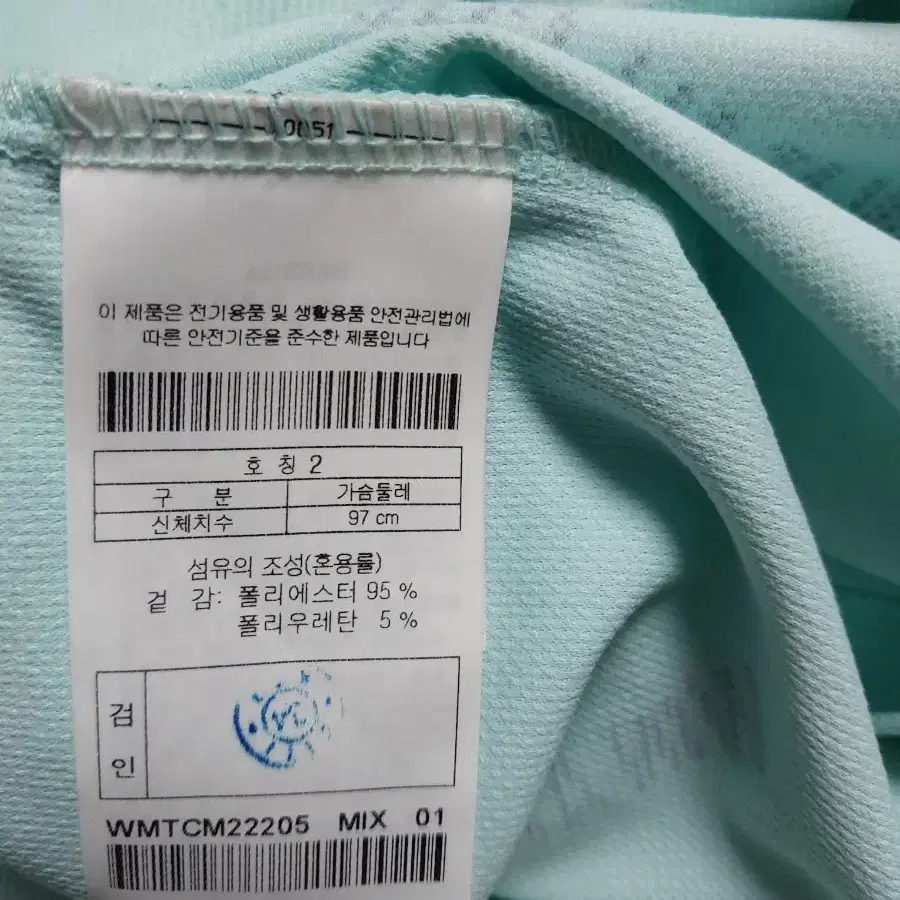 0651
이 제품은 전기용품 및 생활용품 안전관리법에
따른 안전기준을 준수한 제품입니다
호 칭 2
구 분 가슴둘레
신체치수 97 cm
섬유의 조성(혼용률)
겉 감: 폴리에스터 95 %
폴리우레탄 5 %
검
인
WMTCM22205 MIX 01